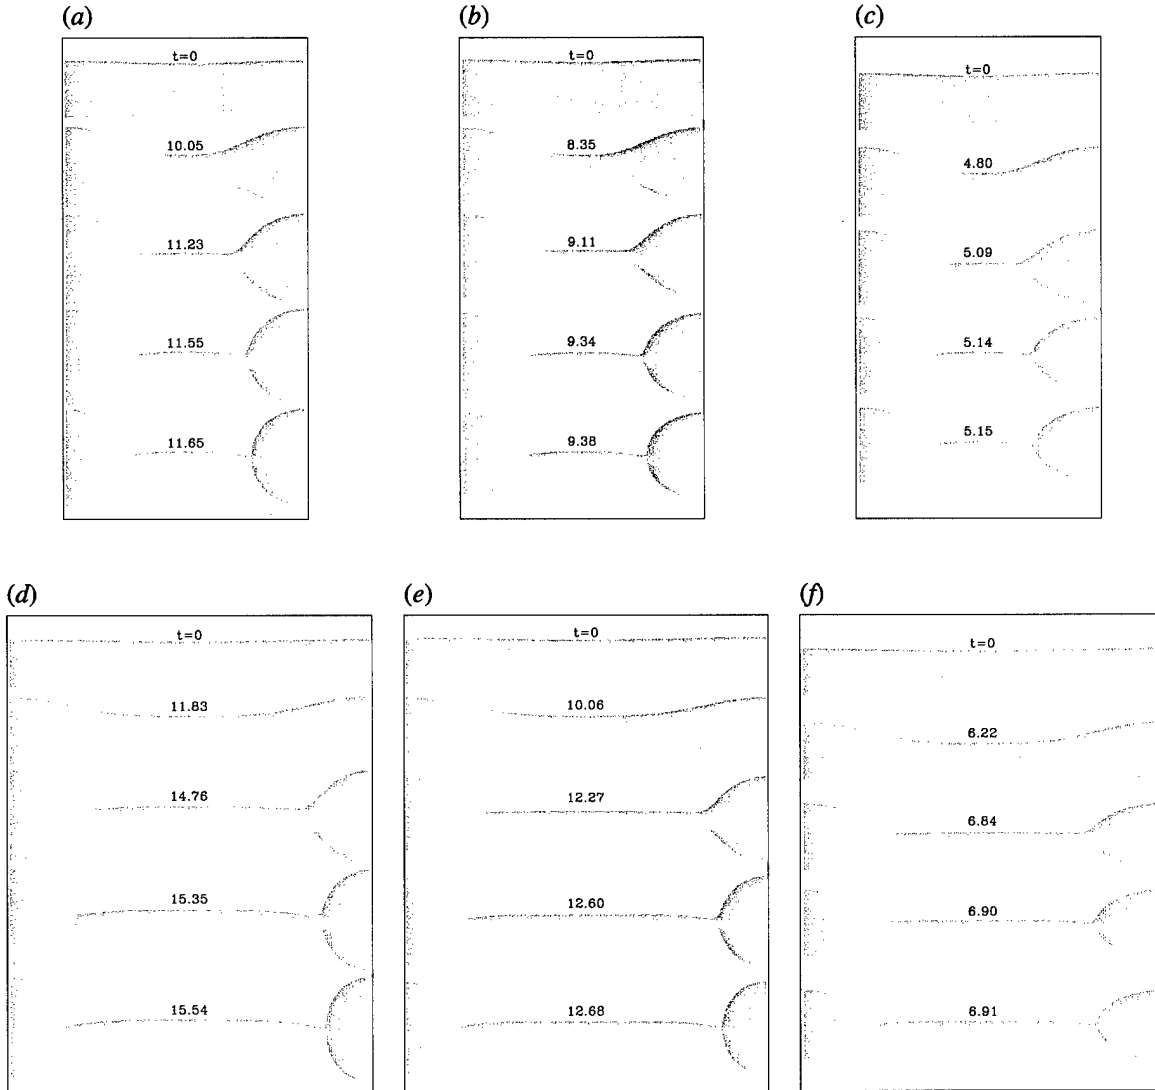 (a)
t=0
10.05
11.23
11.55
11.65
(b)
t=0
8.35
9.11
9.34
9.38
(c)
t=0
4.80
5.09
5.14
5.15
(d)
t=0
11.83
14.76
15.35
15.54
(e)
t=0
10.06
12.27
12.60
12.68
(f)
t=0
6.22
6.84
6.90
6.91